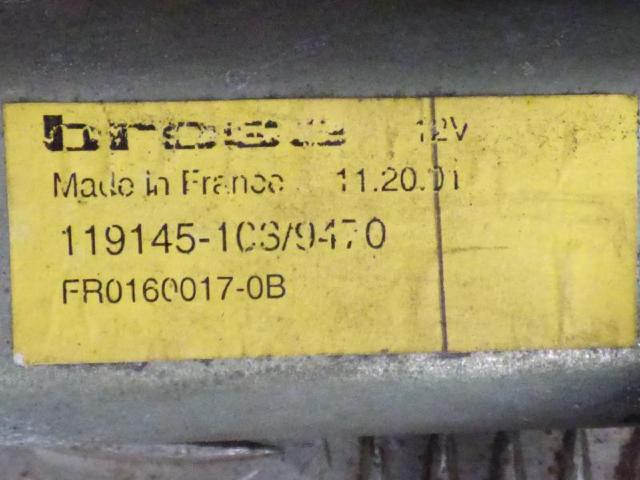 brose 12V
Made in France 11.20.01
119145-103/9470
FR0160017-0B